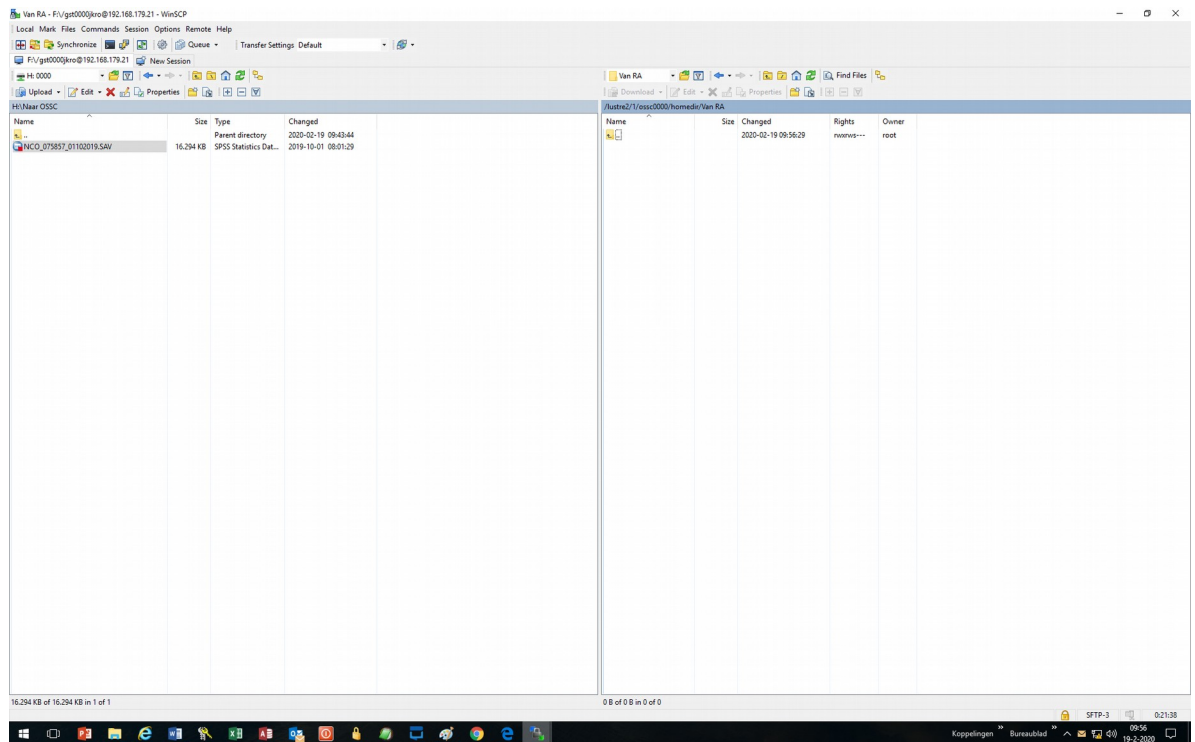 Van RA - F:\/gst0000jkro@192.168.179.21 - WinSCP
Local Mark Files Commands Session Options Remote Help
Synchronize Queue Transfer Settings Default
F:\/gst0000jkro@192.168.179.21 New Session
H: 0000 Van RA Find Files
Upload Edit Properties Download Edit Properties
H:\Naar OSSC /lustre2/1/ossc0000/homedir/Van RA
Name Size Type Changed Name Size Changed Rights Owner
.. Parent directory 2020-02-19 09:43:44 .. 2020-02-19 09:56:29 rwxrws--- root
NCO_075857_01102019.SAV 16.294 KB SPSS Statistics Dat... 2019-10-01 08:01:29
16.294 KB of 16.294 KB in 1 of 1 0 B of 0 B in 0 of 0
SFTP-3 0:21:38
Koppelingen » Bureaublad » 09:56
19-2-2020